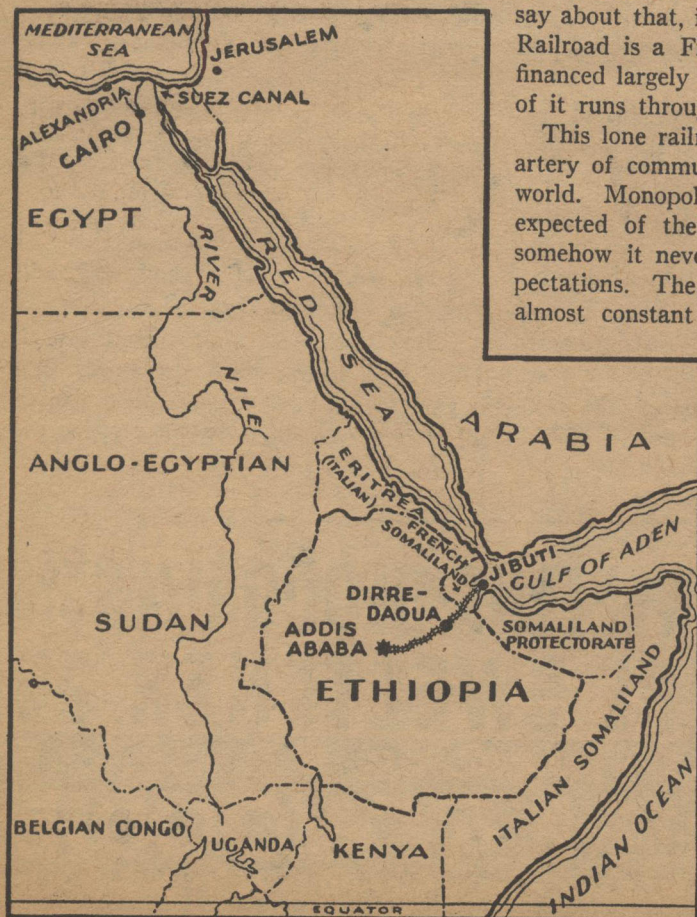 say about that, i
Railroad is a F
financed largely
of it runs throu
This lone railr
artery of commu
world. Monopol
expected of the
somehow it neve
pectations. The
almost constant
MEDITERRANEAN
SEA
JERUSALEM
ALEXANDRIA
SUEZ CANAL
CAIRO
EGYPT
RIVER
NILE
RED SEA
ARABIA
ANGLO-EGYPTIAN
SUDAN
ERITREA
(ITALIAN)
FRENCH
SOMALILAND
JIBUTI
GULF OF ADEN
DIRRE-
DAOUA
ADDIS
ABABA
SOMALILAND
PROTECTORATE
ETHIOPIA
ITALIAN SOMALILAND
INDIAN OCEAN
BELGIAN CONGO
UGANDA
KENYA
EQUATOR